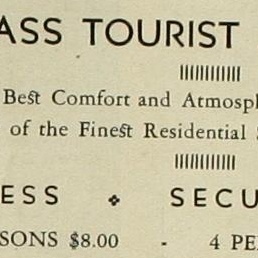 ASS TOURIST
Best Comfort and Atmosph
of the Finest Residential S
ESS ❖ SECU
SONS $8.00 - 4 PE